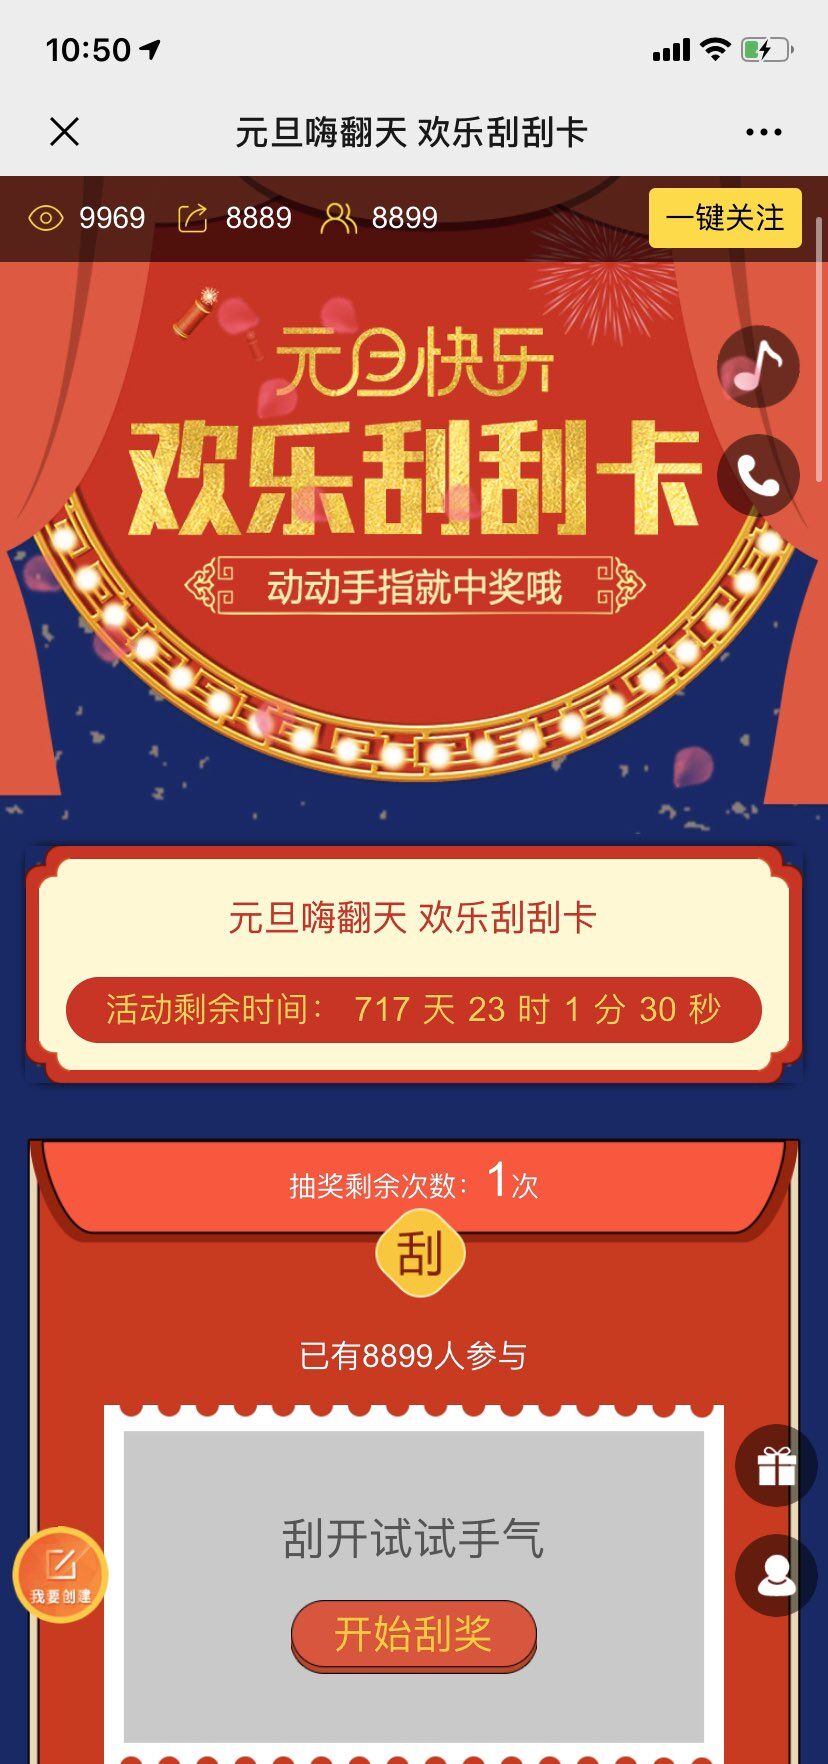 10:50
元旦嗨翻天 欢乐刮刮卡
9969 8889 8899 一键关注
元旦快乐
欢乐刮刮卡
动动手指就中奖哦
元旦嗨翻天 欢乐刮刮卡
活动剩余时间： 717 天 23 时 1 分 30 秒
抽奖剩余次数：1次
刮
已有8899人参与
刮开试试手气
我要创建
开始刮奖